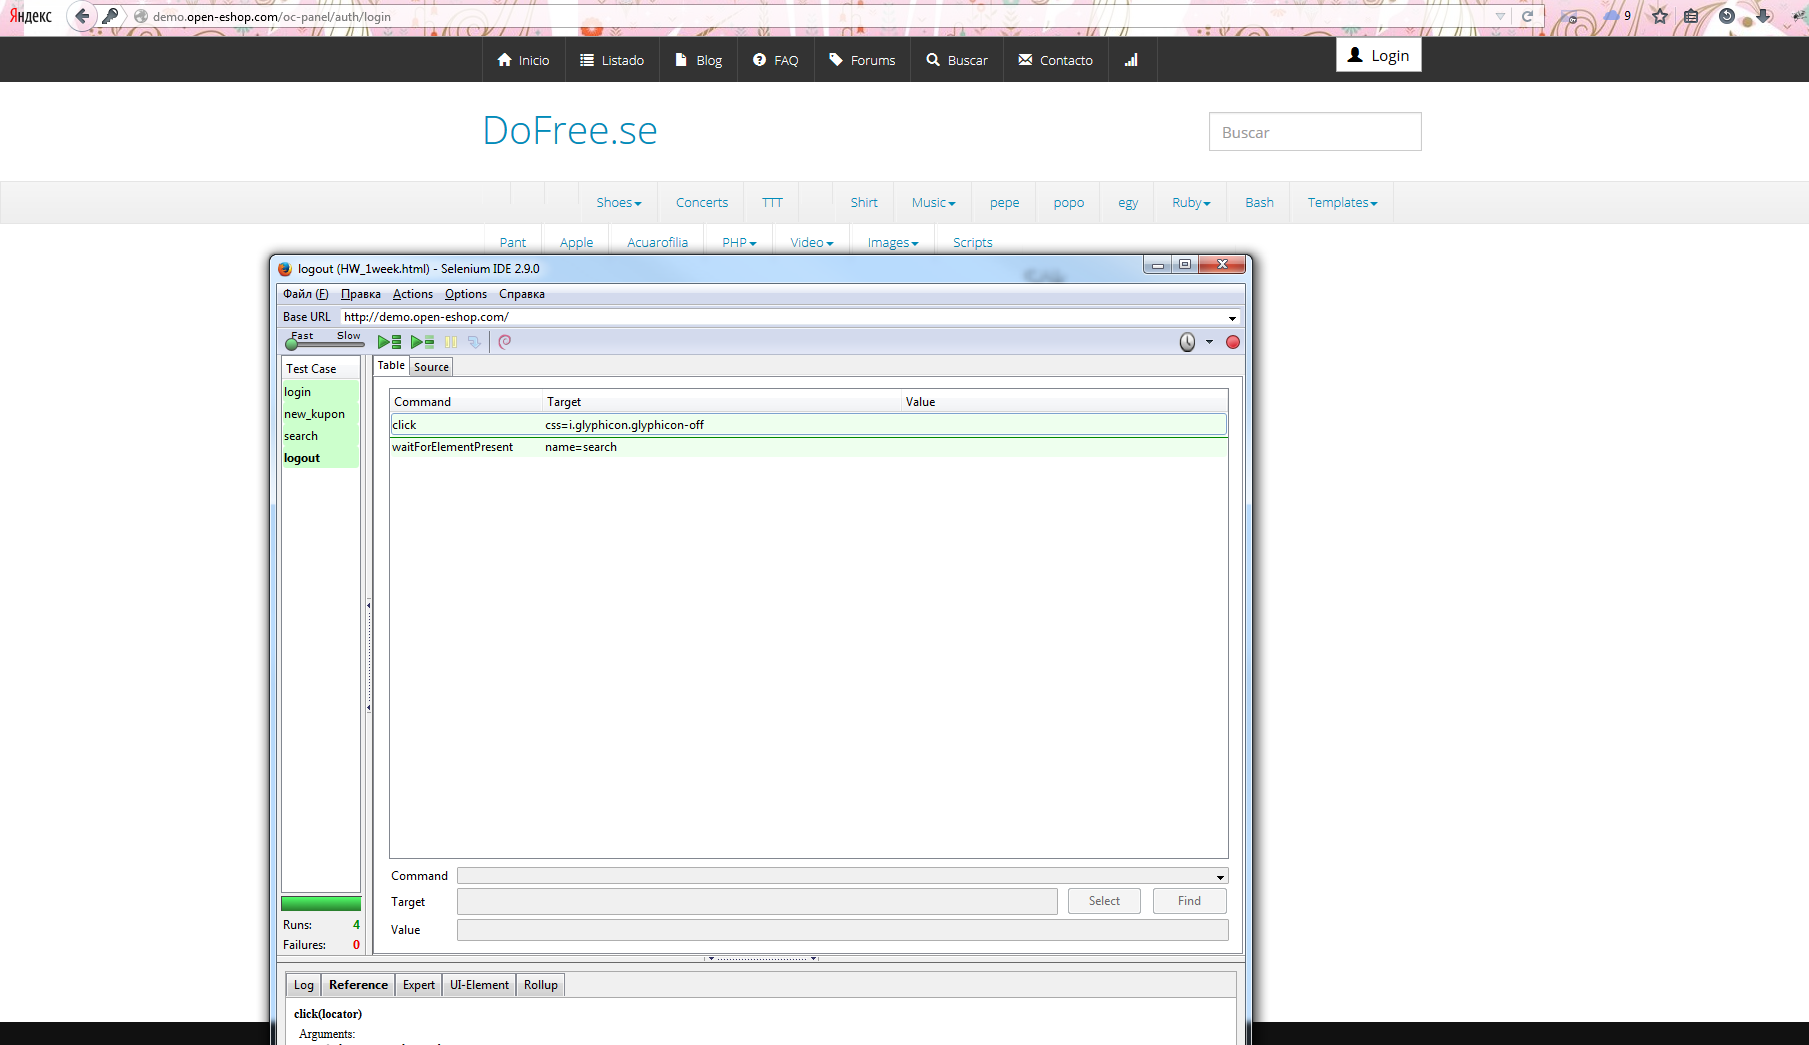 Яндекс demo.open-eshop.com/oc-panel/auth/login 9
Inicio Listado Blog FAQ Forums Buscar Contacto Login
DoFree.se Buscar
Shoes Concerts TTT Shirt Music pepe popo egy Ruby Bash Templates
Pant Apple Acuarofilia PHP Video Images Scripts
logout (HW_1week.html) - Selenium IDE 2.9.0
Файл (F) Правка Actions Options Справка
Base URL http://demo.open-eshop.com/
Fast Slow
Test Case
login
new_kupon
search
logout
Table Source
Command Target Value
click css=i.glyphicon.glyphicon-off
waitForElementPresent name=search
Command
Target Select Find
Value
Runs: 4
Failures: 0
Log Reference Expert UI-Element Rollup
click(locator)
Arguments: